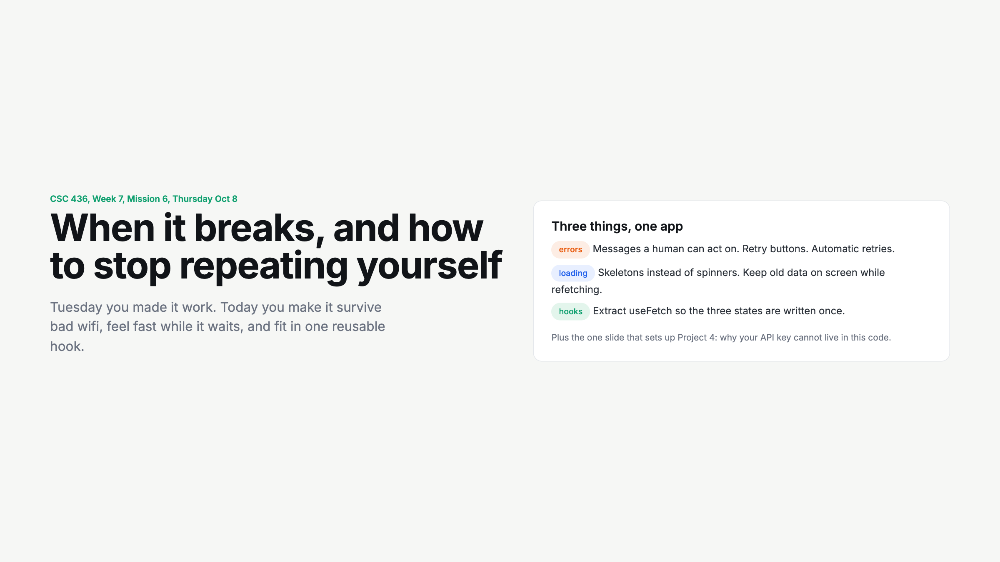 CSC 436, Week 7, Mission 6, Thursday Oct 8
When it breaks, and how
to stop repeating yourself
Tuesday you made it work. Today you make it survive
bad wifi, feel fast while it waits, and fit in one reusable
hook.
Three things, one app
errors Messages a human can act on. Retry buttons. Automatic retries.
loading Skeletons instead of spinners. Keep old data on screen while
refetching.
hooks Extract useFetch so the three states are written once.
Plus the one slide that sets up Project 4: why your API key cannot live in this code.